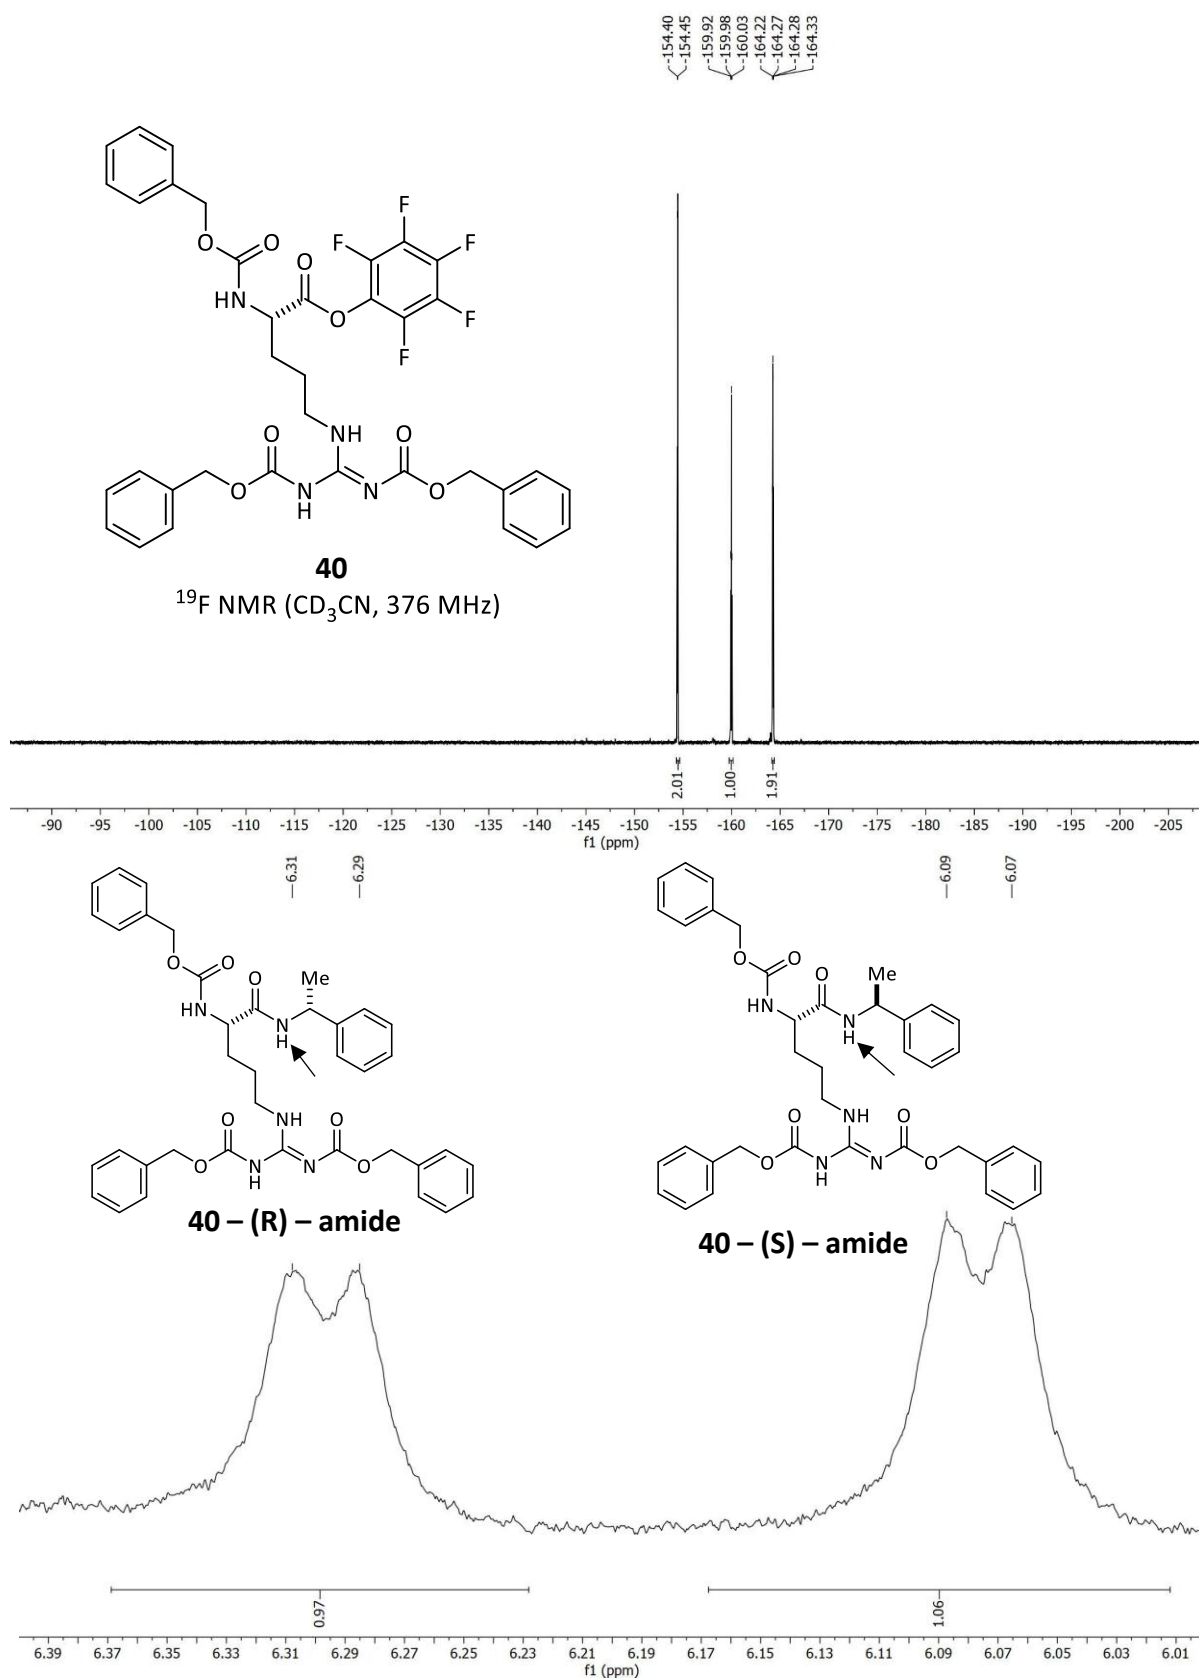 -154.40
-154.45
-159.92
-159.98
-160.03
-164.22
-164.27
-164.28
-164.33
F
F
F
O
O
O
F
HN
O
F
F
O
NH
O
O
N
H
N
O
40
¹⁹F NMR (CD₃CN, 376 MHz)
2.01
1.00
1.91
-90 -95 -100 -105 -110 -115 -120 -125 -130 -135 -140 -145 -150 -155 -160 -165 -170 -175 -180 -185 -190 -195 -200 -205
f1 (ppm)
6.31
6.29
6.09
6.07
O
O
O
Me
HN
N
H
O
NH
O
O
N
H
N
O
40 – (R) – amide
O
O
O
Me
HN
N
H
O
NH
O
O
N
H
N
O
40 – (S) – amide
0.97
1.06
6.39 6.37 6.35 6.33 6.31 6.29 6.27 6.25 6.23 6.21 6.19 6.17 6.15 6.13 6.11 6.09 6.07 6.05 6.03 6.01
f1 (ppm)